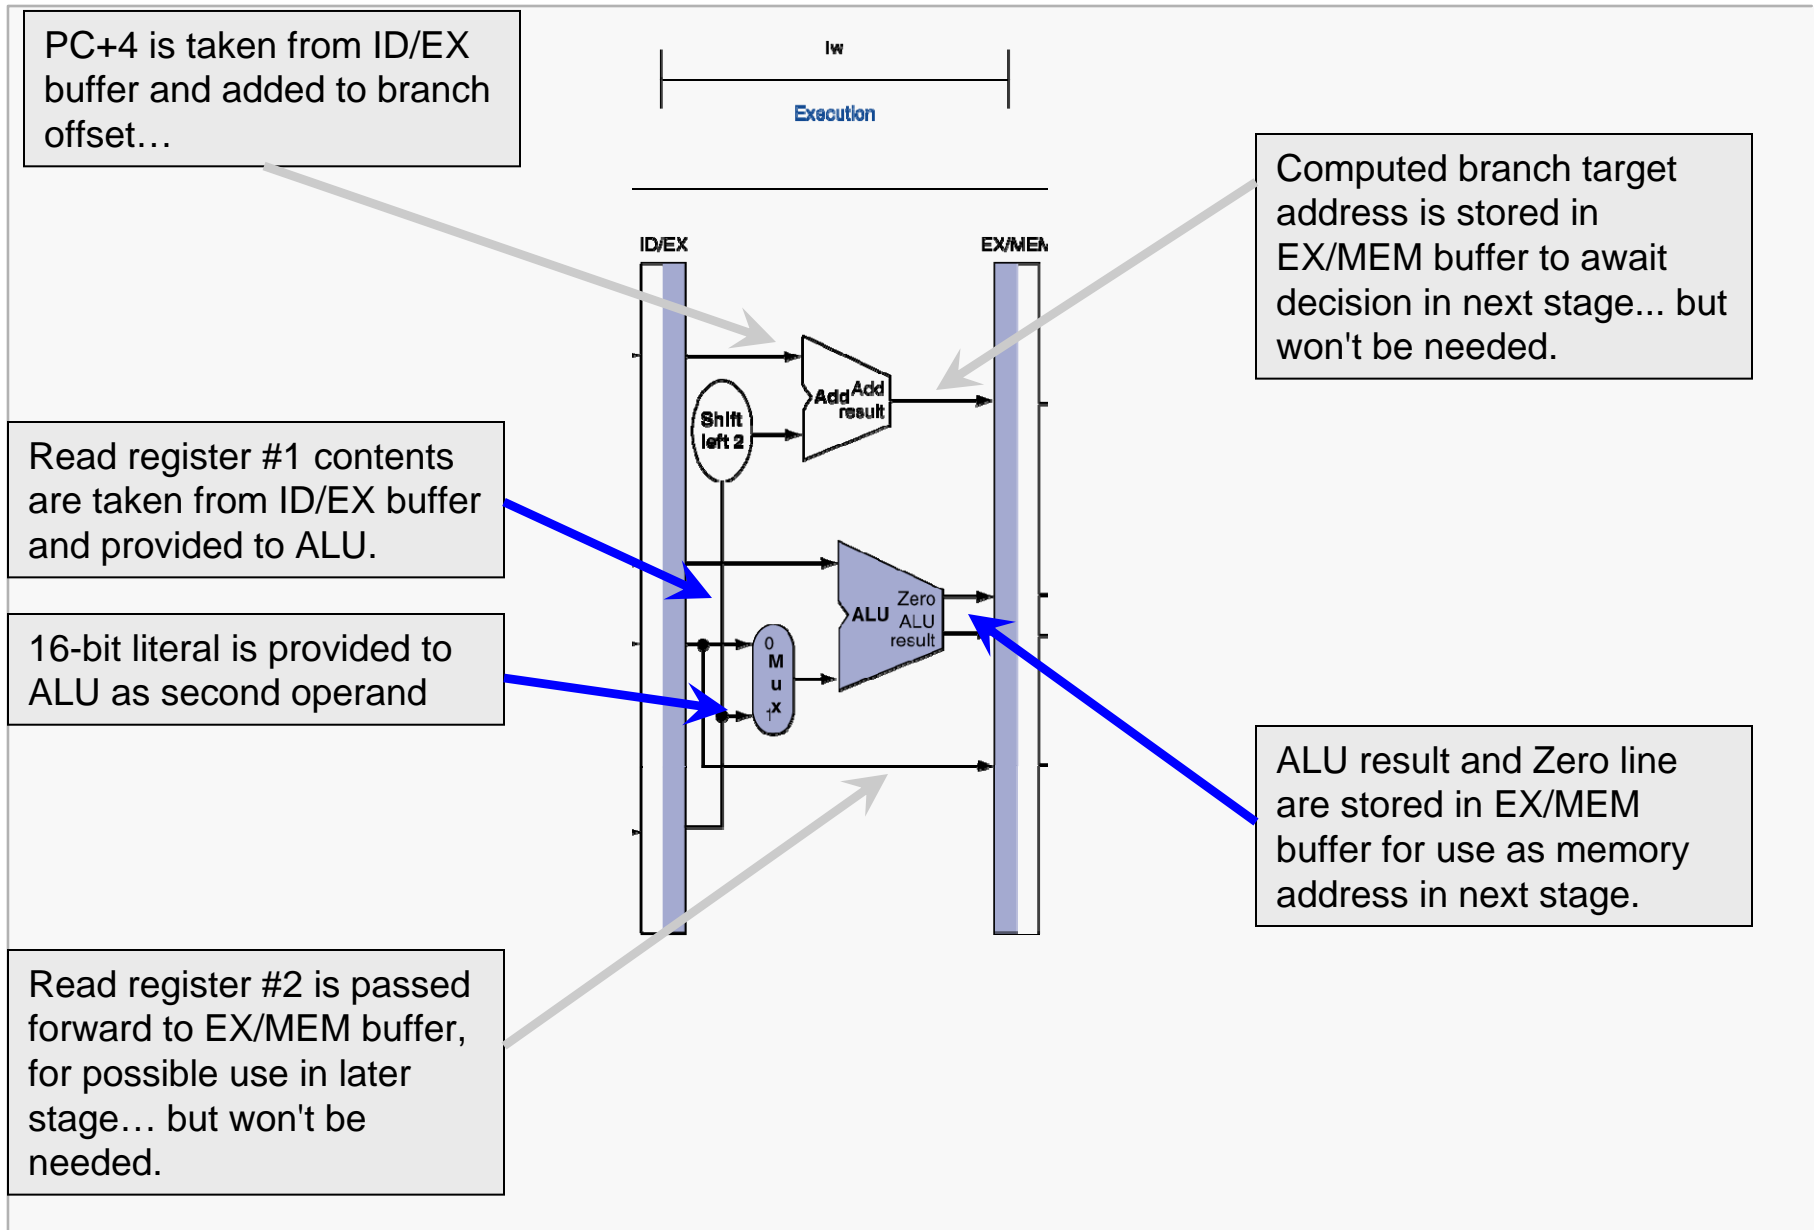 PC+4 is taken from ID/EX
buffer and added to branch
offset…
lw
Execution
Computed branch target
address is stored in
EX/MEM buffer to await
decision in next stage... but
won't be needed.
ID/EX
EX/MEM
Add
Add
result
Shift
left 2
Read register #1 contents
are taken from ID/EX buffer
and provided to ALU.
16-bit literal is provided to
ALU as second operand
ALU
Zero
ALU
result
0
M
u
x
1
ALU result and Zero line
are stored in EX/MEM
buffer for use as memory
address in next stage.
Read register #2 is passed
forward to EX/MEM buffer,
for possible use in later
stage… but won't be
needed.